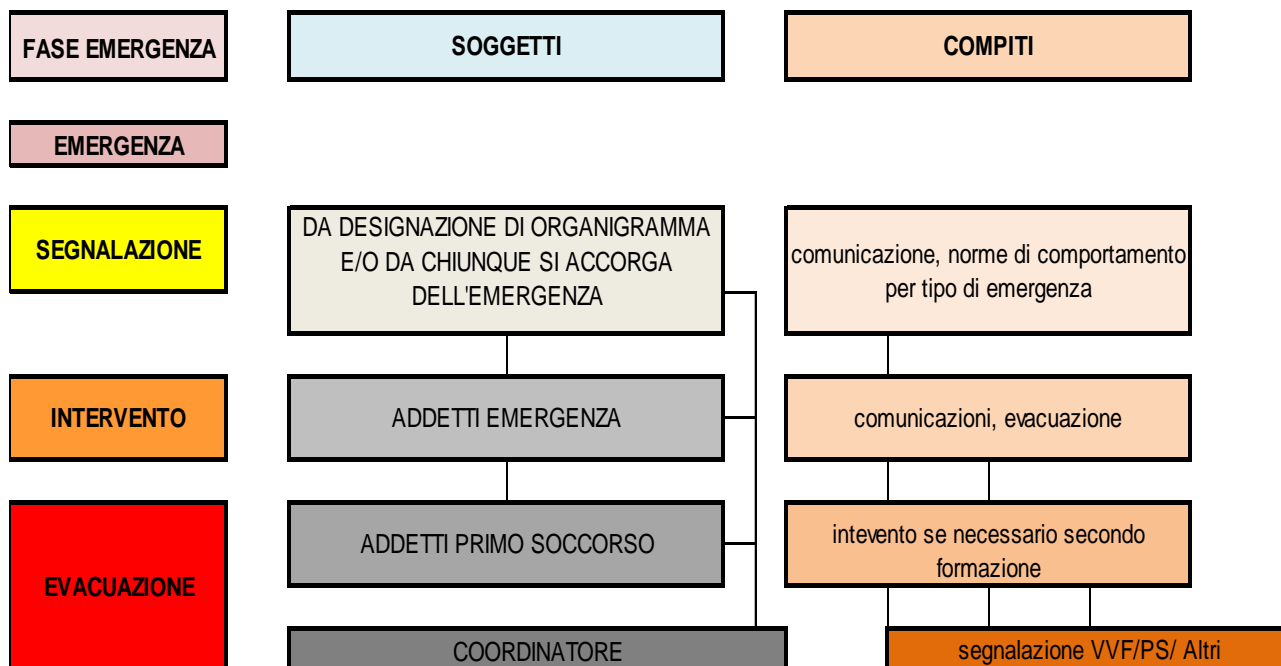 FASE EMERGENZA
SOGGETTI
COMPITI
EMERGENZA
SEGNALAZIONE
DA DESIGNAZIONE DI ORGANIGRAMMA
E/O DA CHIUNQUE SI ACCORGA
DELL'EMERGENZA
comunicazione, norme di comportamento
per tipo di emergenza
INTERVENTO
ADDETTI EMERGENZA
comunicazioni, evacuazione
EVACUAZIONE
ADDETTI PRIMO SOCCORSO
intevento se necessario secondo
formazione
COORDINATORE
segnalazione VVF/PS/ Altri